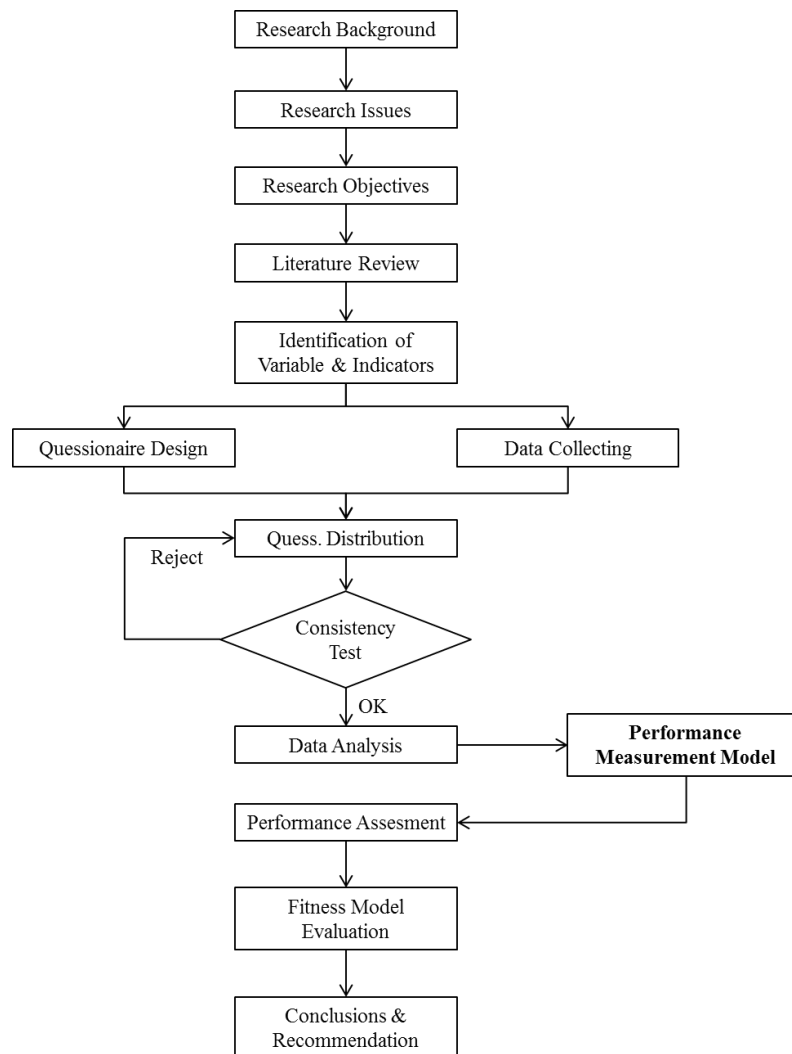 Research Background
Research Issues
Research Objectives
Literature Review
Identification of
Variable & Indicators
Quessionaire Design
Data Collecting
Quess. Distribution
Reject
Consistency
Test
OK
Data Analysis
Performance
Measurement Model
Performance Assesment
Fitness Model
Evaluation
Conclusions &
Recommendation